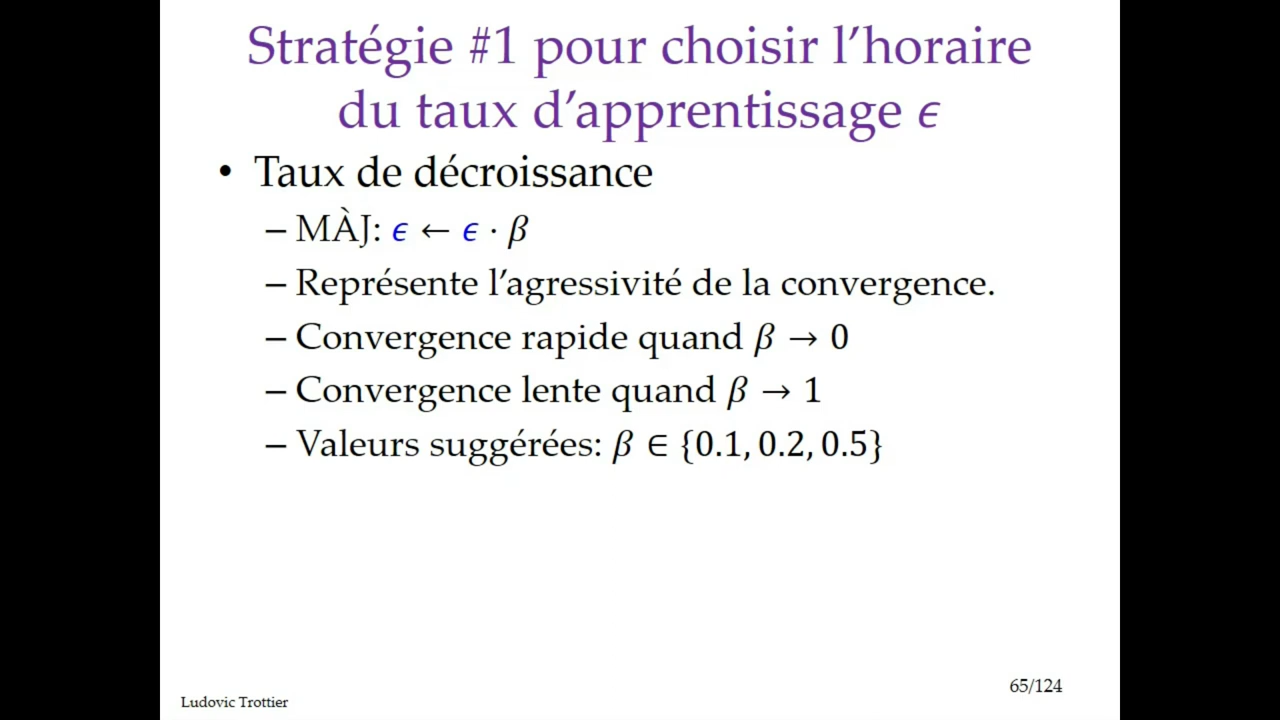 Stratégie #1 pour choisir l’horaire
du taux d’apprentissage ϵ
• Taux de décroissance
– MÀJ: ϵ ← ϵ · β
– Représente l’agressivité de la convergence.
– Convergence rapide quand β → 0
– Convergence lente quand β → 1
– Valeurs suggérées: β ∈ {0.1, 0.2, 0.5}
65/124
Ludovic Trottier